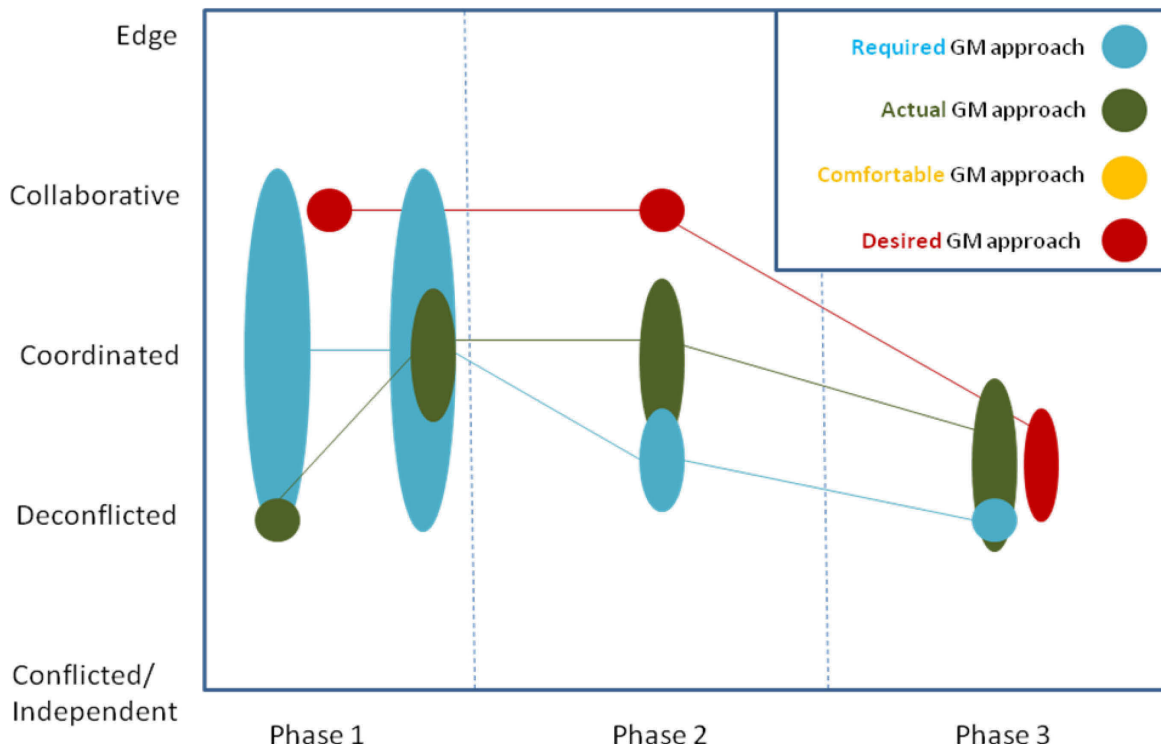 Edge
Required GM approach
Actual GM approach
Comfortable GM approach
Desired GM approach
Collaborative
Coordinated
Deconflicted
Conflicted/
Independent
Phase 1
Phase 2
Phase 3